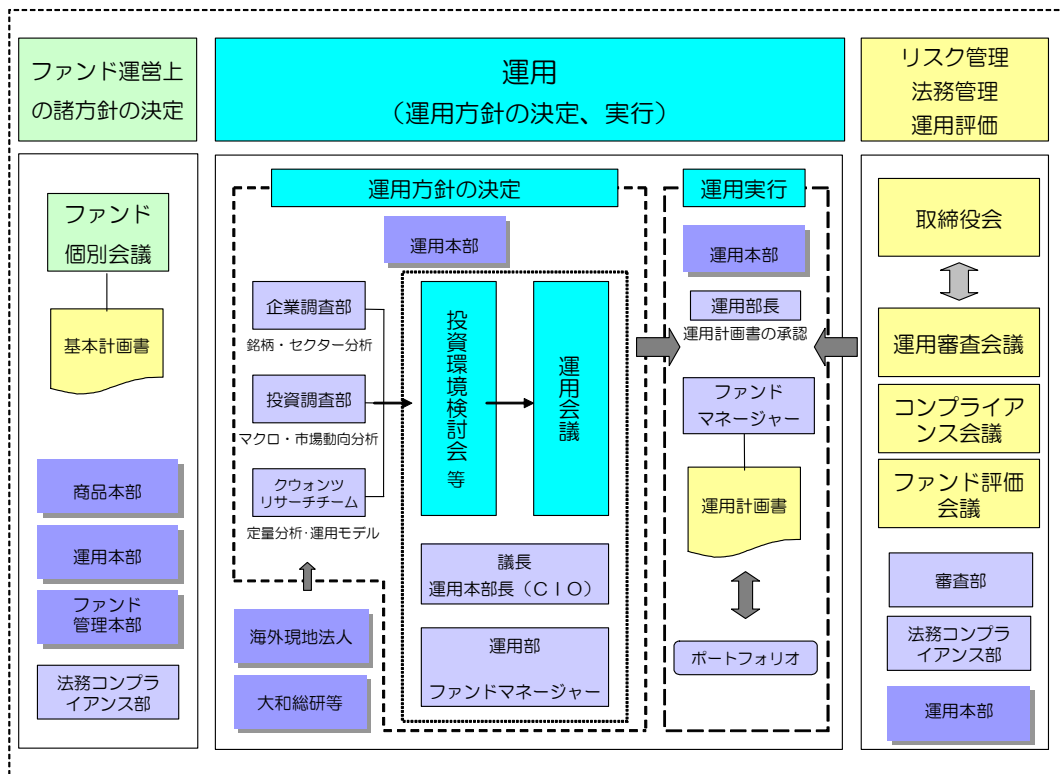 ファンド運営上
の諸方針の決定
運用
（運用方針の決定、実行）
リスク管理
法務管理
運用評価
ファンド
個別会議
基本計画書
商品本部
運用本部
ファンド
管理本部
法務コンプラ
イアンス部
運用方針の決定
運用本部
企業調査部
銘柄・セクター分析
投資調査部
マクロ・市場動向分析
クウォンツ
リサーチチーム
定量分析・運用モデル
海外現地法人
大和総研等
投資環境検討会等
運用会議
議長
運用本部長（ＣＩＯ）
運用部
ファンドマネージャー
運用実行
運用本部
運用部長
運用計画書の承認
ファンド
マネージャー
運用計画書
ポートフォリオ
取締役会
運用審査会議
コンプライア
ンス会議
ファンド評価
会議
審査部
法務コンプラ
イアンス部
運用本部